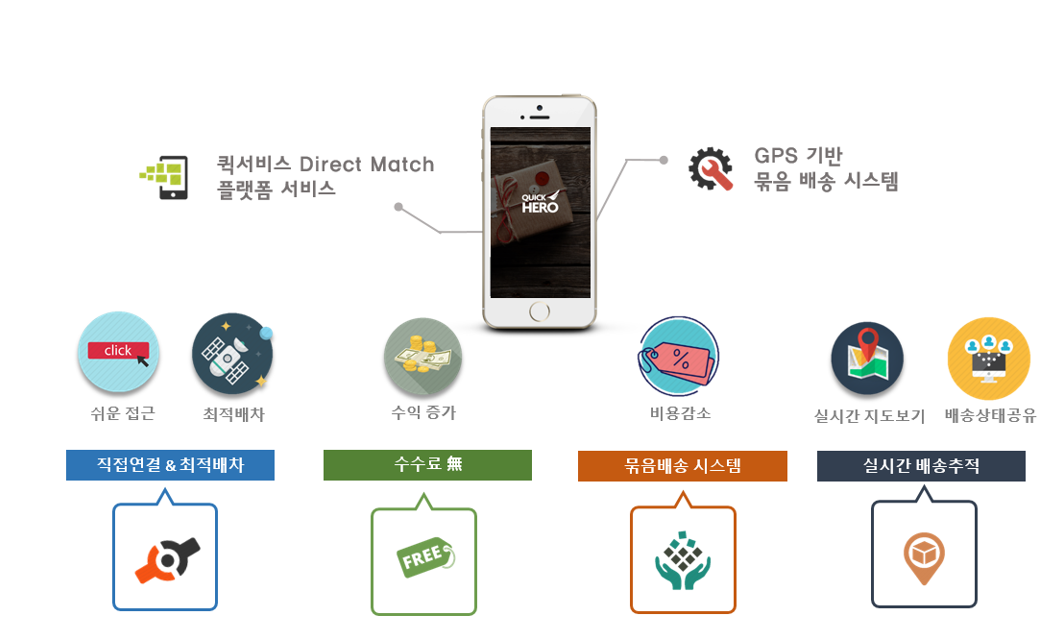 퀵서비스 Direct Match
플랫폼 서비스
GPS 기반
묶음 배송 시스템
QUICK
HERO
click
쉬운 접근
최적배차
수익 증가
%
비용감소
실시간 지도보기
배송상태공유
직접연결 & 최적배차
수수료 無
묶음배송 시스템
실시간 배송추적
FREE